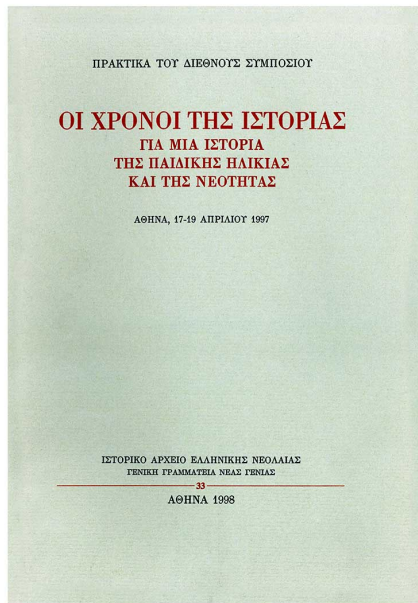 ΠΡΑΚΤΙΚΑ ΤΟΥ ΔΙΕΘΝΟΥΣ ΣΥΜΠΟΣΙΟΥ
ΟΙ ΧΡΟΝΟΙ ΤΗΣ ΙΣΤΟΡΙΑΣ
ΓΙΑ ΜΙΑ ΙΣΤΟΡΙΑ
ΤΗΣ ΠΑΙΔΙΚΗΣ ΗΛΙΚΙΑΣ
ΚΑΙ ΤΗΣ ΝΕΟΤΗΤΑΣ
ΑΘΗΝΑ, 17-19 ΑΠΡΙΛΙΟΥ 1997
ΙΣΤΟΡΙΚΟ ΑΡΧΕΙΟ ΕΛΛΗΝΙΚΗΣ ΝΕΟΛΑΙΑΣ
ΓΕΝΙΚΗ ΓΡΑΜΜΑΤΕΙΑ ΝΕΑΣ ΓΕΝΙΑΣ
33
ΑΘΗΝΑ 1998